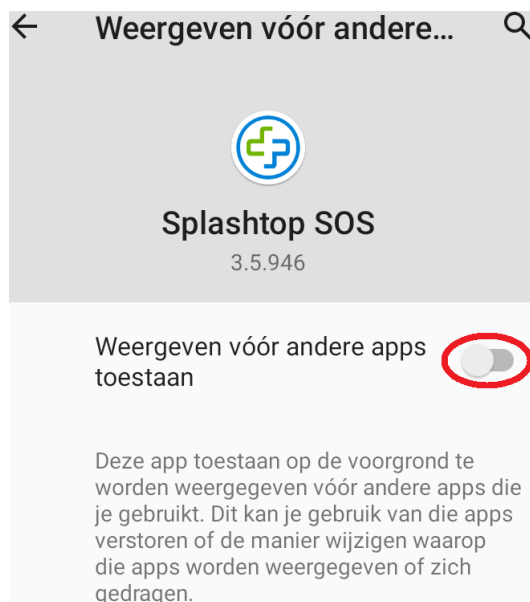 Weergeven vóór andere...
Splashtop SOS
3.5.946
Weergeven vóór andere apps
toestaan
Deze app toestaan op de voorgrond te
worden weergegeven vóór andere apps die
je gebruikt. Dit kan je gebruik van die apps
verstoren of de manier wijzigen waarop
die apps worden weergegeven of zich
gedragen.